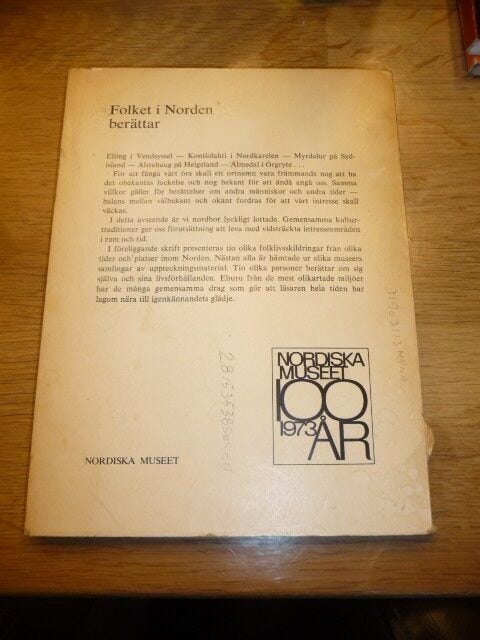 Folket i Norden
berättar
Elling i Vendsyssel — Kontiolahti i Nordkarelen — Myrdalur på Syd-
island — Alstahaug på Helgeland — Almedal i Örgryte . . .
För att fånga vårt öra skall ett ortnamn vara främmande nog att ha
det obekantas lockelse och nog bekant för att ändå angå oss. Samma
villkor gäller för berättelser om andra människor och andra tider —
balans mellan välbekant och okänt fordras för att vårt intresse skall
väckas.
I detta avseende är vi nordbor lyckligt lottade. Gemensamma kultur-
traditioner ger oss förutsättning att leva med vidsträckta intresseområden
i rum och tid.
I föreliggande skrift presenteras tio olika folklivsskildringar från olika
tider och platser inom Norden. Nästan alla är hämtade ur olika museers
samlingar av uppteckningsmaterial. Tio olika personer berättar om sig
själva och sina livsförhållanden. Ehuru från de mest olikartade miljöer
har de många gemensamma drag som gör att läsaren hela tiden har
lagom nära till igenkännandets glädje.
NORDISKA
MUSEET
100
1973 ÅR
NORDISKA MUSEET